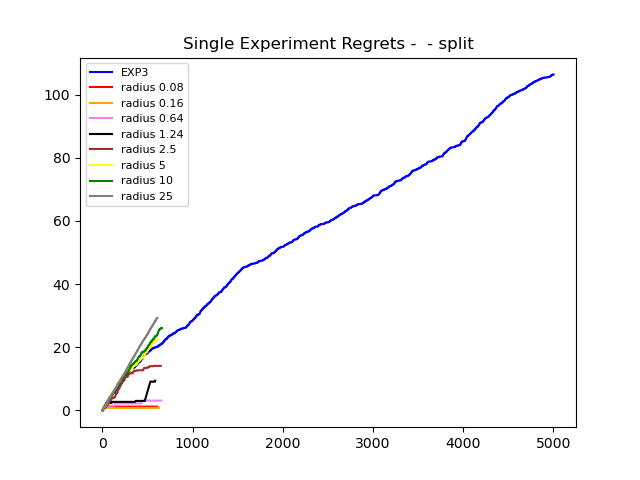 Single Experiment Regrets -  - split
EXP3
radius 0.08
radius 0.16
radius 0.64
radius 1.24
radius 2.5
radius 5
radius 10
radius 25
100
80
60
40
20
0
0 1000 2000 3000 4000 5000